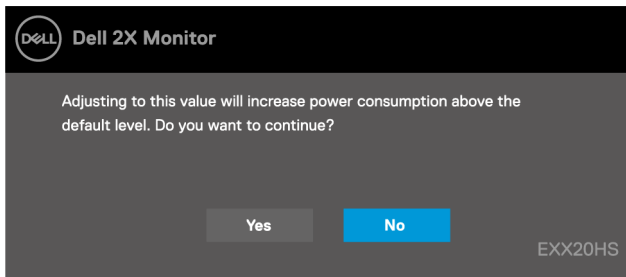 DELL Dell 2X Monitor
Adjusting to this value will increase power consumption above the
default level. Do you want to continue?
Yes No
EXX20HS